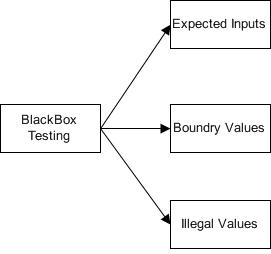 Expected Inputs
BlackBox
Testing
Boundry Values
Illegal Values